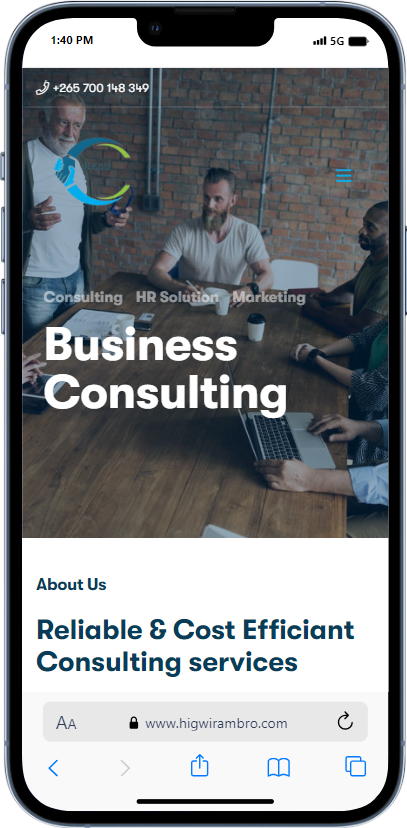 1:40 PM 5G
+265 700 148 349
Consulting HR Solution Marketing
Business
Consulting
About Us
Reliable & Cost Efficiant
Consulting services
AA www.higwirambro.com